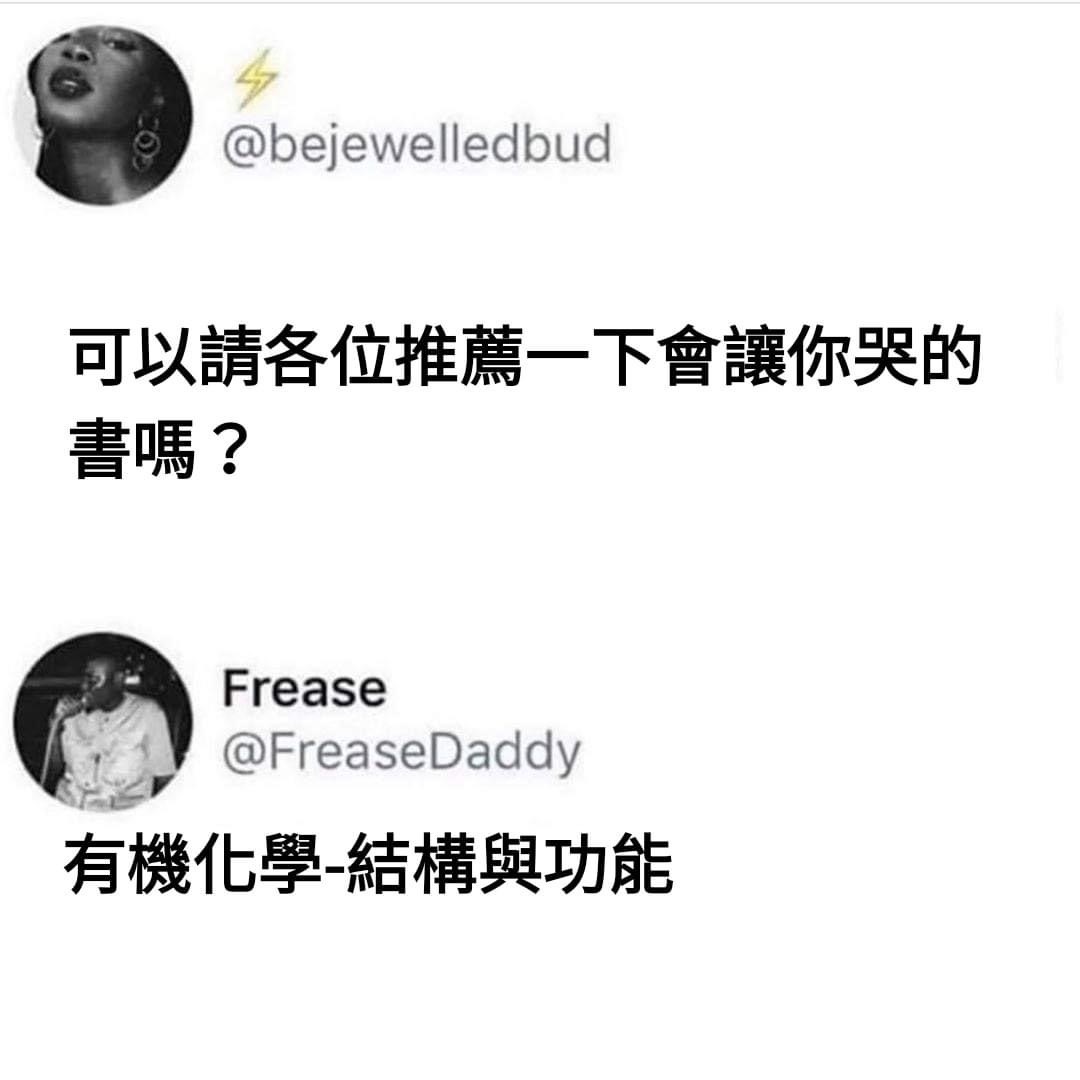 @bejewelledbud
可以請各位推薦一下會讓你哭的
書嗎？
Frease
@FreaseDaddy
有機化學-結構與功能